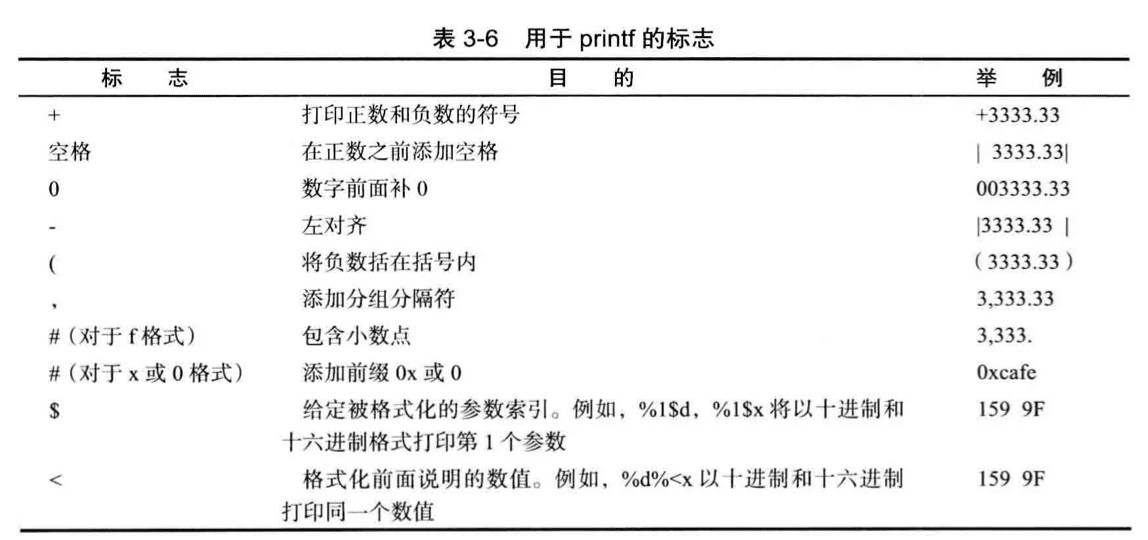 表 3-6 用于 printf 的标志
标 志 目 的 举 例
+ 打印正数和负数的符号 +3333.33
空格 在正数之前添加空格 | 3333.33|
0 数字前面补 0 003333.33
- 左对齐 |3333.33 |
( 将负数括在括号内 (3333.33)
, 添加分组分隔符 3,333.33
# (对于 f 格式) 包含小数点 3,333.
# (对于 x 或 0 格式) 添加前缀 0x 或 0 0xcafe
$ 给定被格式化的参数索引。例如，%1$d，%1$x 将以十进制和 159 9F
十六进制格式打印第 1 个参数
< 格式化前面说明的数值。例如，%d%<x 以十进制和十六进制 159 9F
打印同一个数值